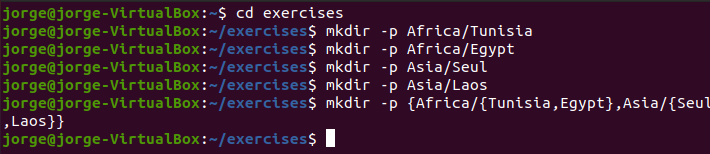 jorge@jorge-VirtualBox:~$ cd exercises
jorge@jorge-VirtualBox:~/exercises$ mkdir -p Africa/Tunisia
jorge@jorge-VirtualBox:~/exercises$ mkdir -p Africa/Egypt
jorge@jorge-VirtualBox:~/exercises$ mkdir -p Asia/Seul
jorge@jorge-VirtualBox:~/exercises$ mkdir -p Asia/Laos
jorge@jorge-VirtualBox:~/exercises$ mkdir -p {Africa/{Tunisia,Egypt},Asia/{Seul
,Laos}}
jorge@jorge-VirtualBox:~/exercises$